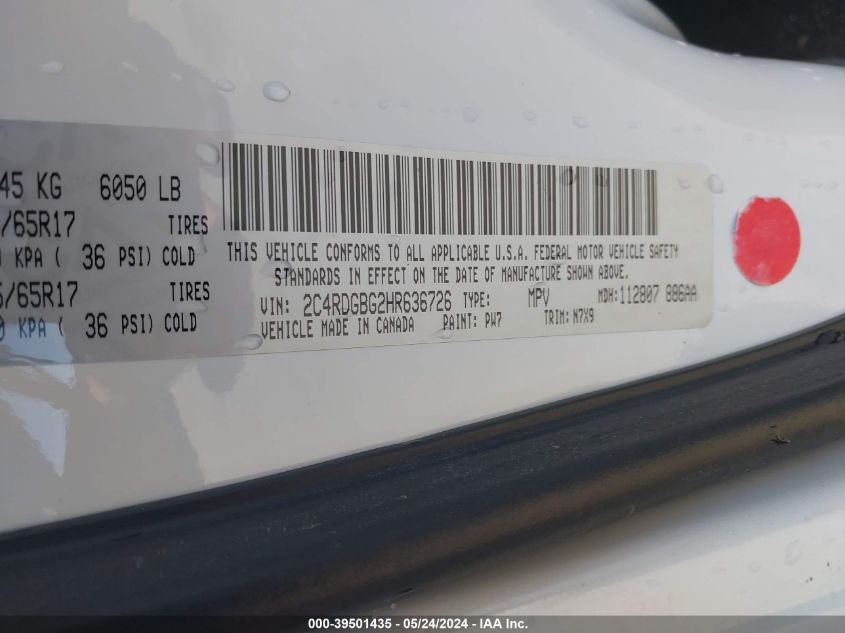 45 KG 6050 LB
/65R17 TIRES
KPA ( 36 PSI) COLD
/65R17 TIRES
0 KPA ( 36 PSI) COLD
THIS VEHICLE CONFORMS TO ALL APPLICABLE U.S.A. FEDERAL MOTOR VEHICLE SAFETY
STANDARDS IN EFFECT ON THE DATE OF MANUFACTURE SHOWN ABOVE.
VIN: 2C4RDGBG2HR636726 TYPE: MPV MDH: 112807 886AA
VEHICLE MADE IN CANADA PAINT: PW7 TRIM: N7X9
000-39501435 - 05/24/2024 - IAA Inc.